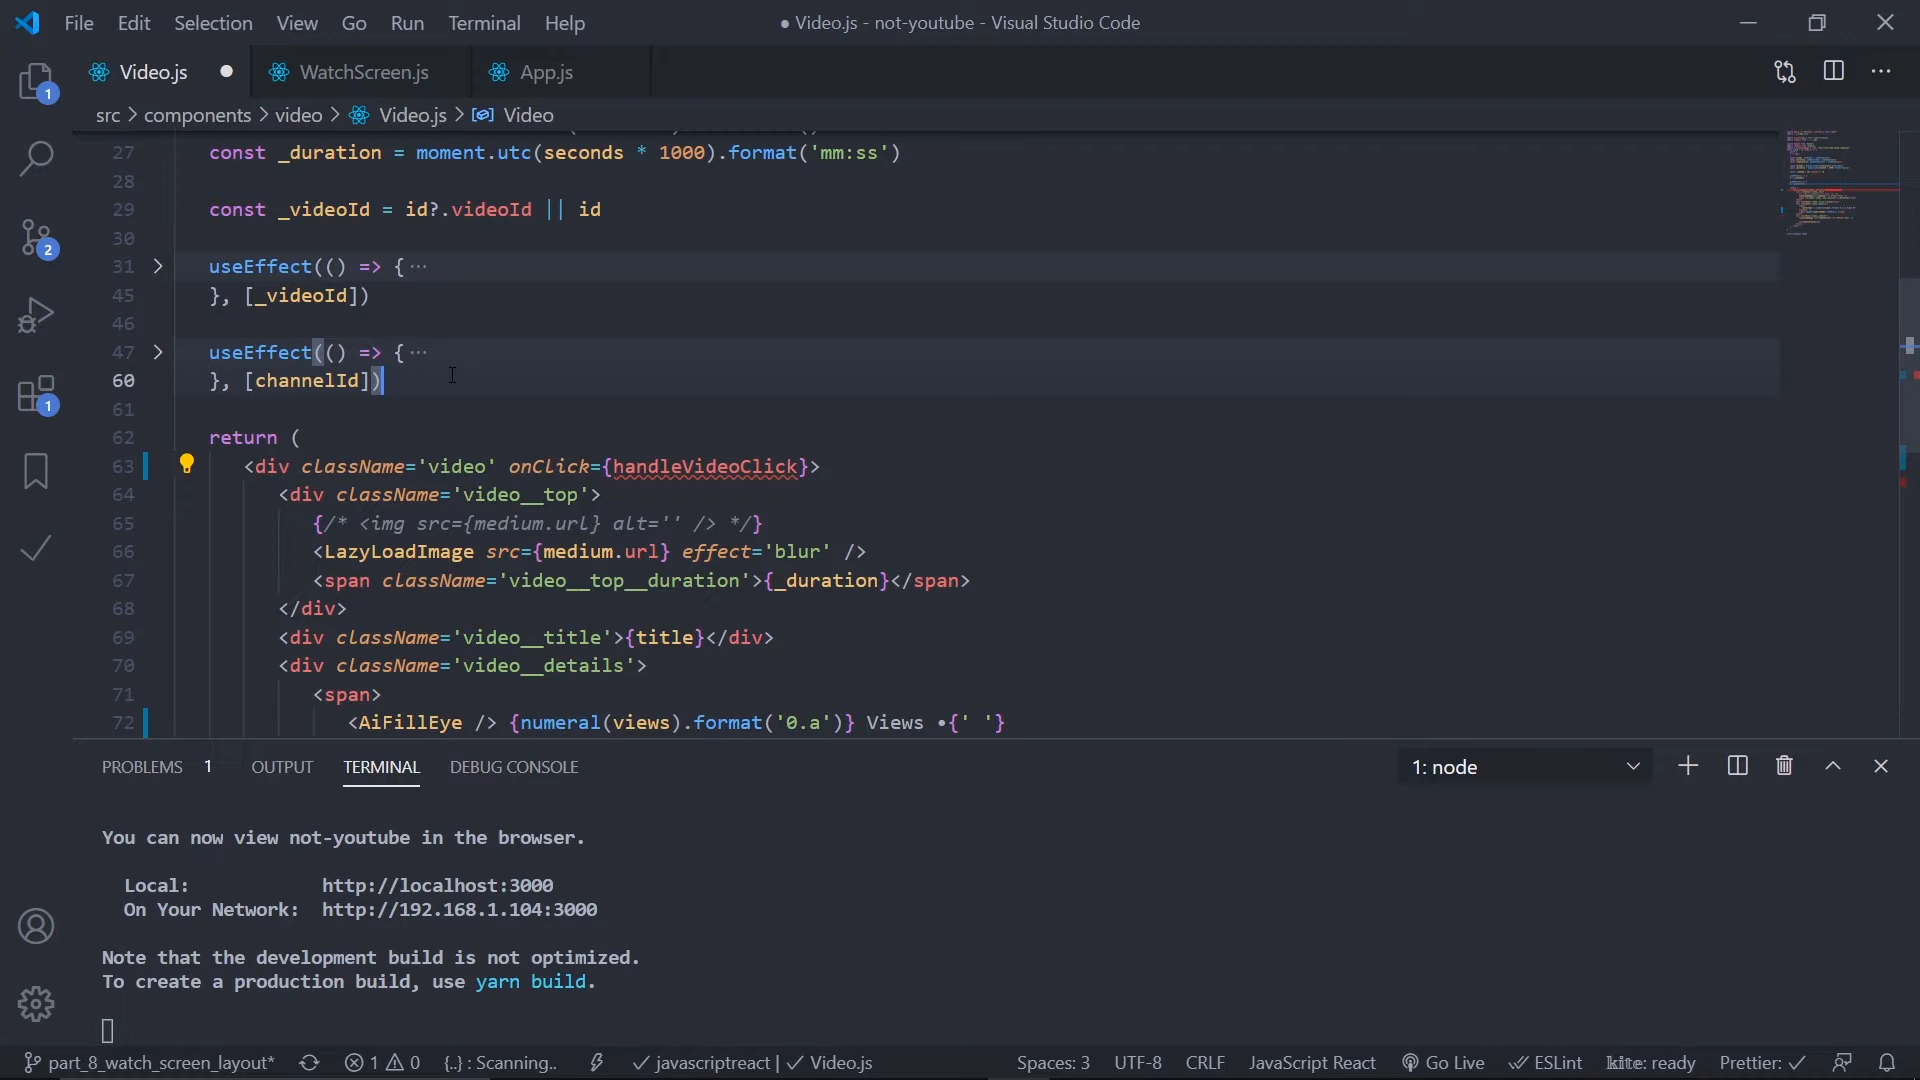 File Edit Selection View Go Run Terminal Help ● Video.js - not-youtube - Visual Studio Code
Video.js ● WatchScreen.js App.js
src > components > video > Video.js > Video
27 const _duration = moment.utc(seconds * 1000).format('mm:ss')
28
29 const _videoId = id?.videoId || id
30
31 useEffect(() => { ···
45 }, [_videoId])
46
47 useEffect(() => { ···
60 }, [channelId])
61
62 return (
63 <div className='video' onClick={handleVideoClick}>
64 <div className='video__top'>
65 {/* <img src={medium.url} alt='' /> */}
66 <LazyLoadImage src={medium.url} effect='blur' />
67 <span className='video__top__duration'>{_duration}</span>
68 </div>
69 <div className='video__title'>{title}</div>
70 <div className='video__details'>
71 <span>
72 <AiFillEye /> {numeral(views).format('0.a')} Views •{' '}
1
2
1
PROBLEMS 1 OUTPUT TERMINAL DEBUG CONSOLE 1: node
You can now view not-youtube in the browser.
Local: http://localhost:3000
On Your Network: http://192.168.1.104:3000
Note that the development build is not optimized.
To create a production build, use yarn build.
part_8_watch_screen_layout* 1 0 {..} : Scanning.. javascriptreact | Video.js Spaces: 3 UTF-8 CRLF JavaScript React Go Live ESLint kite: ready Prettier: ✓